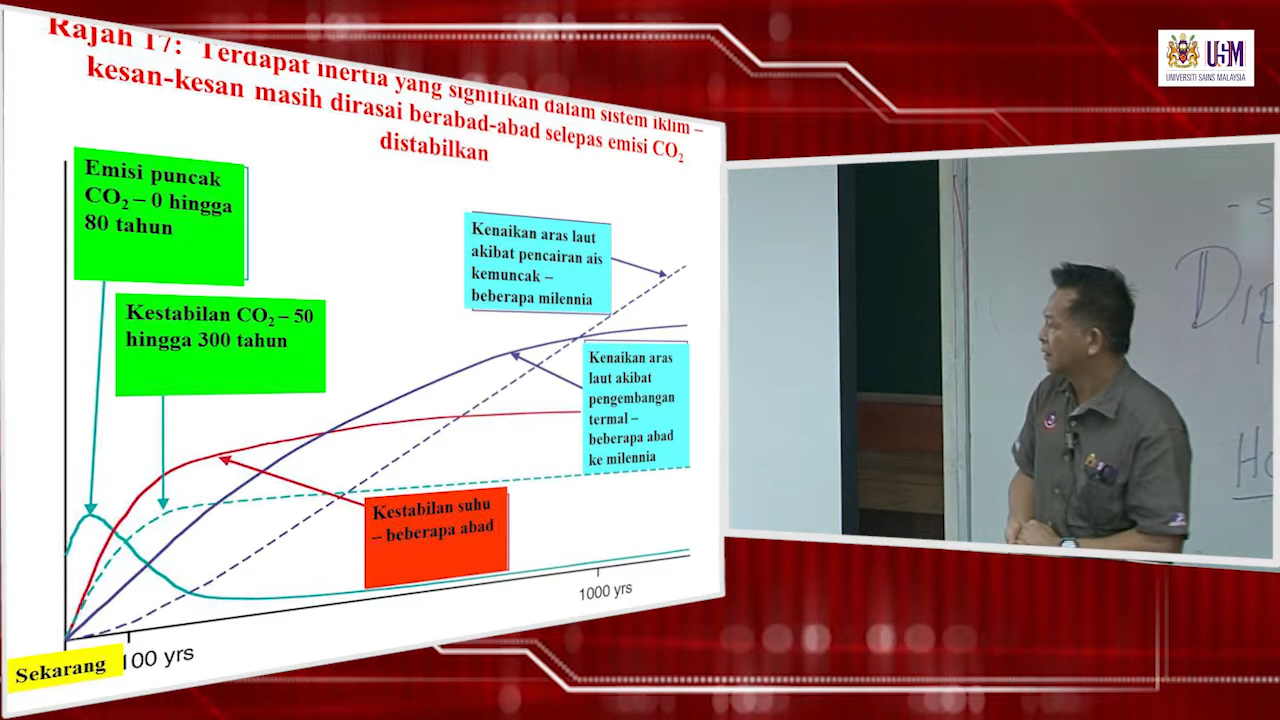 Rajah 17: Terdapat inertia yang signifikan dalam sistem iklim –
kesan-kesan masih dirasai berabad-abad selepas emisi CO₂
distabilkan
Emisi puncak
CO₂ – 0 hingga
80 tahun
Kestabilan CO₂ – 50
hingga 300 tahun
Kenaikan aras laut
akibat pencairan ais
kemuncak –
beberapa milennia
Kenaikan aras
laut akibat
pengembangan
termal –
beberapa abad
ke milennia
Kestabilan suhu
– beberapa abad
1000 yrs
100 yrs
Sekarang
USM
UNIVERSITI SAINS MALAYSIA